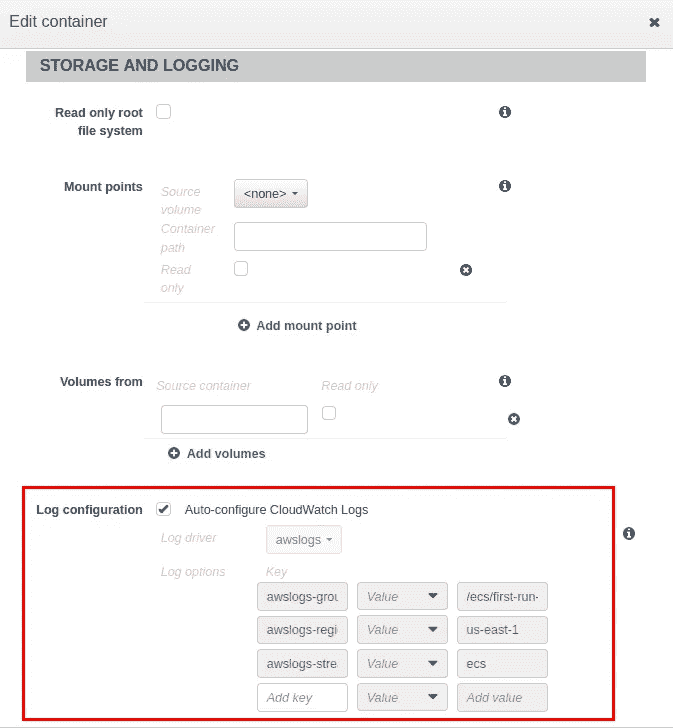 Edit container
STORAGE AND LOGGING
Read only root
file system
Mount points
Source
volume
<none>
Container
path
Read
only
Add mount point
Volumes from
Source container
Read only
Add volumes
Log configuration
Auto-configure CloudWatch Logs
Log driver
awslogs
Log options
Key
awslogs-grou Value /ecs/first-run-
awslogs-regi Value us-east-1
awslogs-stre Value ecs
Add key Value Add value